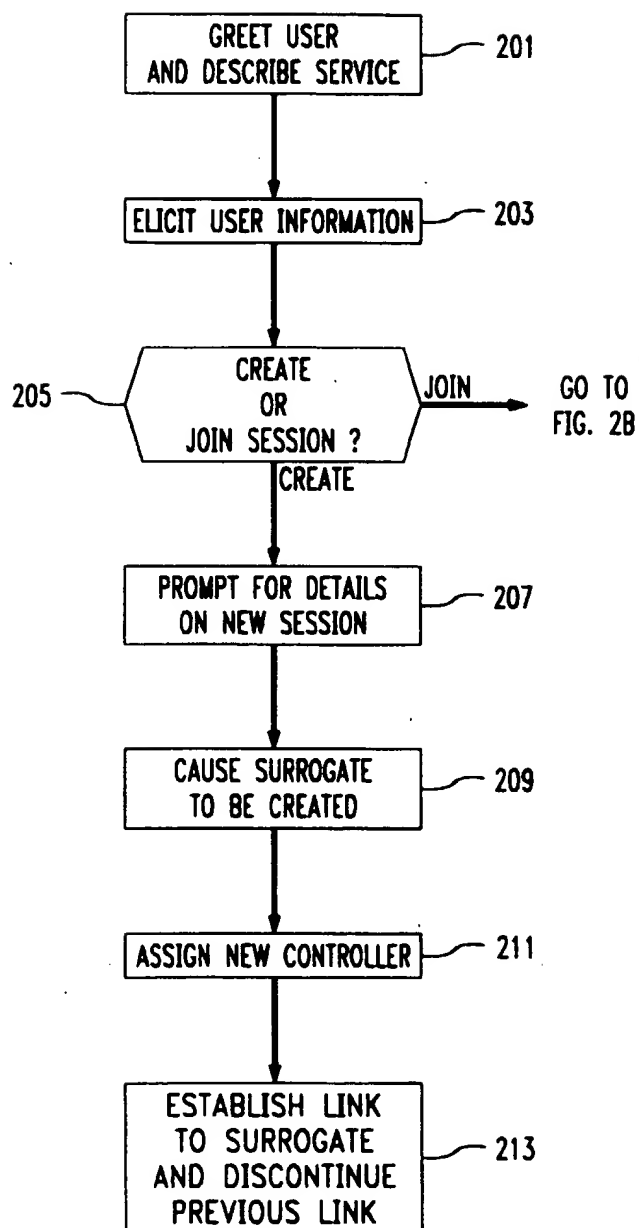 GREET USER
AND DESCRIBE SERVICE
201
ELICIT USER INFORMATION
203
205
CREATE
OR
JOIN SESSION ?
JOIN
GO TO
FIG. 2B
CREATE
PROMPT FOR DETAILS
ON NEW SESSION
207
CAUSE SURROGATE
TO BE CREATED
209
ASSIGN NEW CONTROLLER
211
ESTABLISH LINK
TO SURROGATE
AND DISCONTINUE
PREVIOUS LINK
213